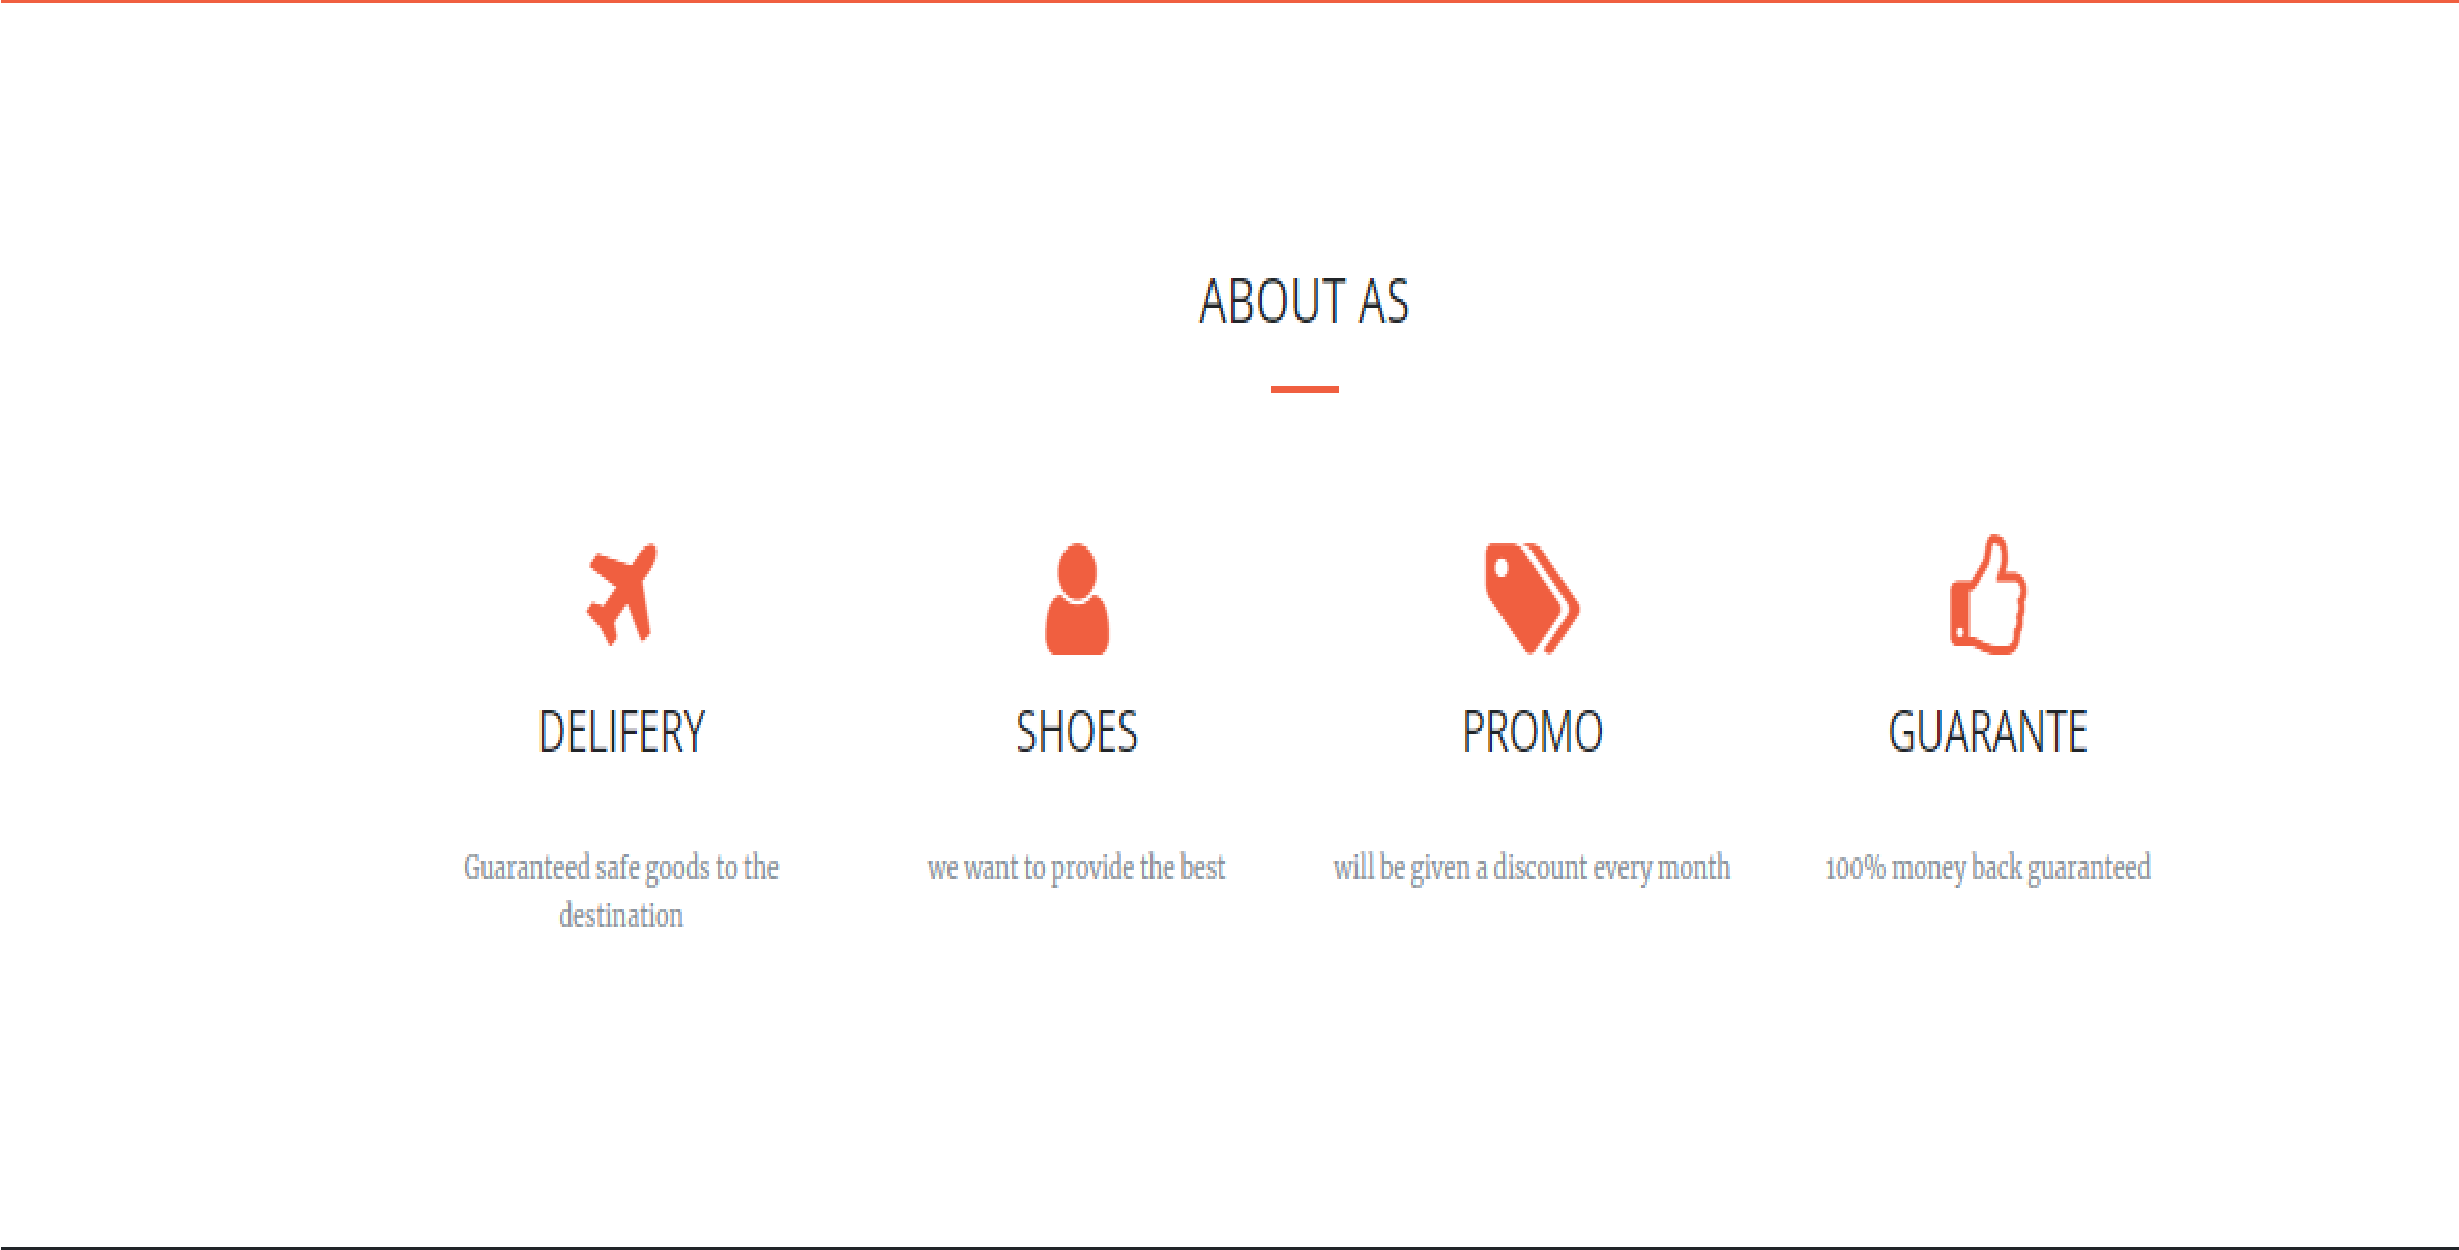 ABOUT AS
DELIFERY
Guaranteed safe goods to the
destination
SHOES
we want to provide the best
PROMO
will be given a discount every month
GUARANTE
100% money back guaranteed